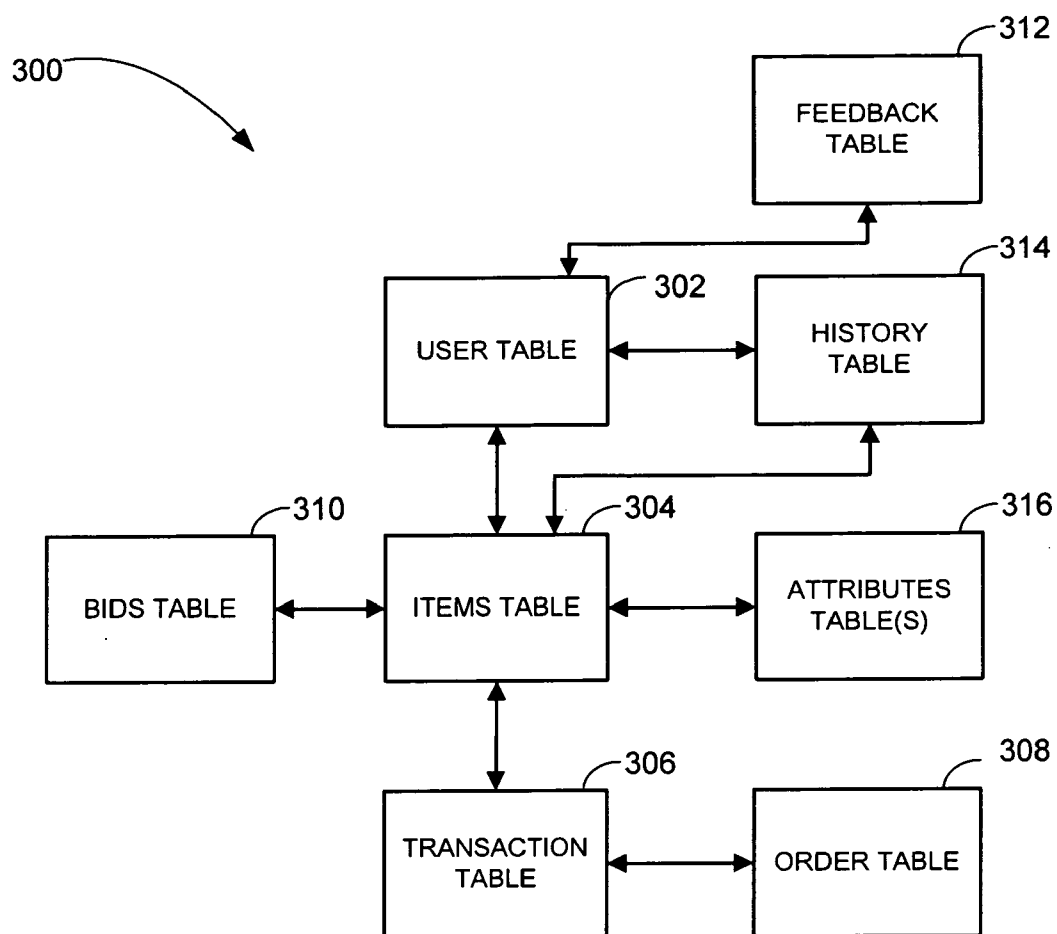 312
300
FEEDBACK
TABLE
314
302
USER TABLE
HISTORY
TABLE
310
304
316
BIDS TABLE
ITEMS TABLE
ATTRIBUTES
TABLE(S)
306
308
TRANSACTION
TABLE
ORDER TABLE